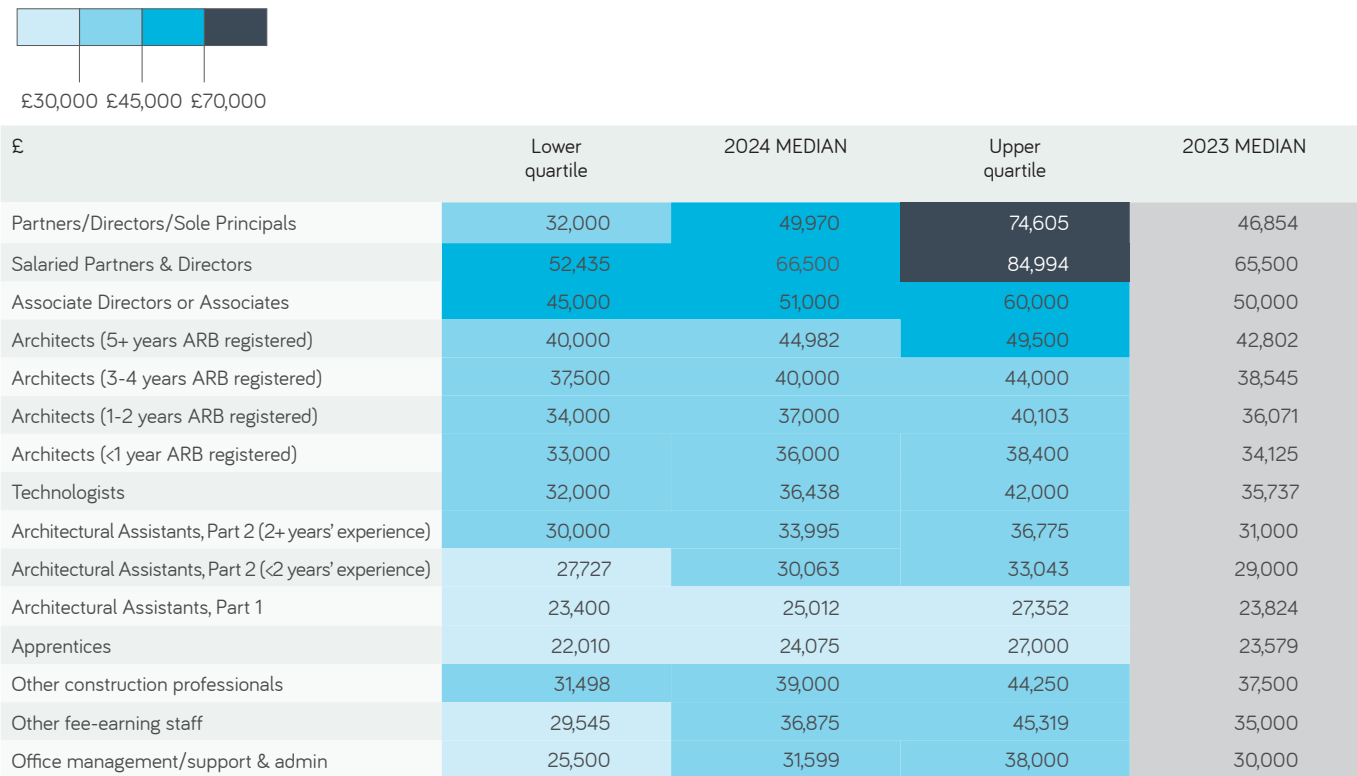 £30,000 £45,000 £70,000
£ Lower quartile 2024 MEDIAN Upper quartile 2023 MEDIAN
Partners/Directors/Sole Principals 32,000 49,970 74,605 46,854
Salaried Partners & Directors 52,435 66,500 84,994 65,500
Associate Directors or Associates 45,000 51,000 60,000 50,000
Architects (5+ years ARB registered) 40,000 44,982 49,500 42,802
Architects (3-4 years ARB registered) 37,500 40,000 44,000 38,545
Architects (1-2 years ARB registered) 34,000 37,000 40,103 36,071
Architects (<1 year ARB registered) 33,000 36,000 38,400 34,125
Technologists 32,000 36,438 42,000 35,737
Architectural Assistants, Part 2 (2+ years' experience) 30,000 33,995 36,775 31,000
Architectural Assistants, Part 2 (<2 years' experience) 27,727 30,063 33,043 29,000
Architectural Assistants, Part 1 23,400 25,012 27,352 23,824
Apprentices 22,010 24,075 27,000 23,579
Other construction professionals 31,498 39,000 44,250 37,500
Other fee-earning staff 29,545 36,875 45,319 35,000
Office management/support & admin 25,500 31,599 38,000 30,000